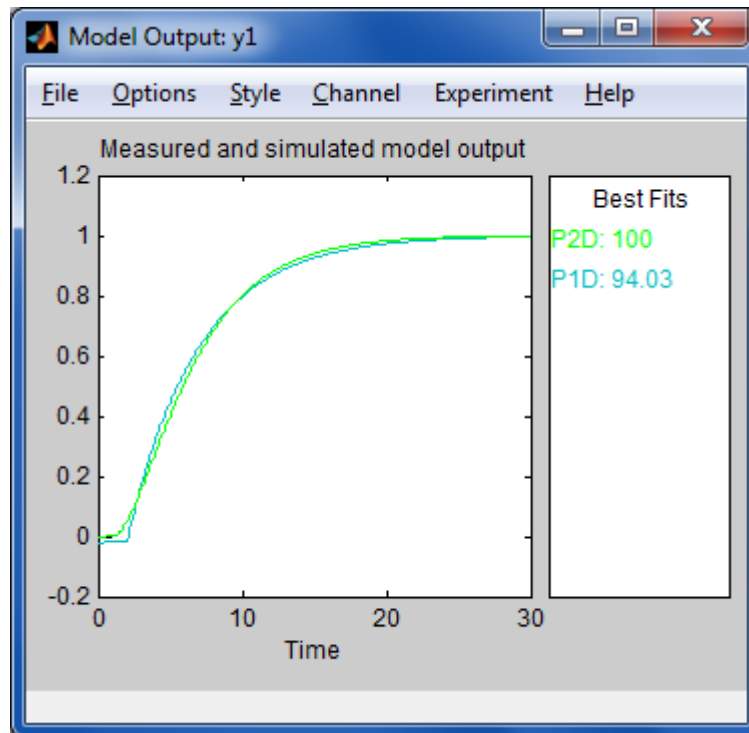 Model Output: y1
File Options Style Channel Experiment Help
Measured and simulated model output
1.2
1
0.8
0.6
0.4
0.2
0
-0.2
0 10 20 30
Time
Best Fits
P2D: 100
P1D: 94.03